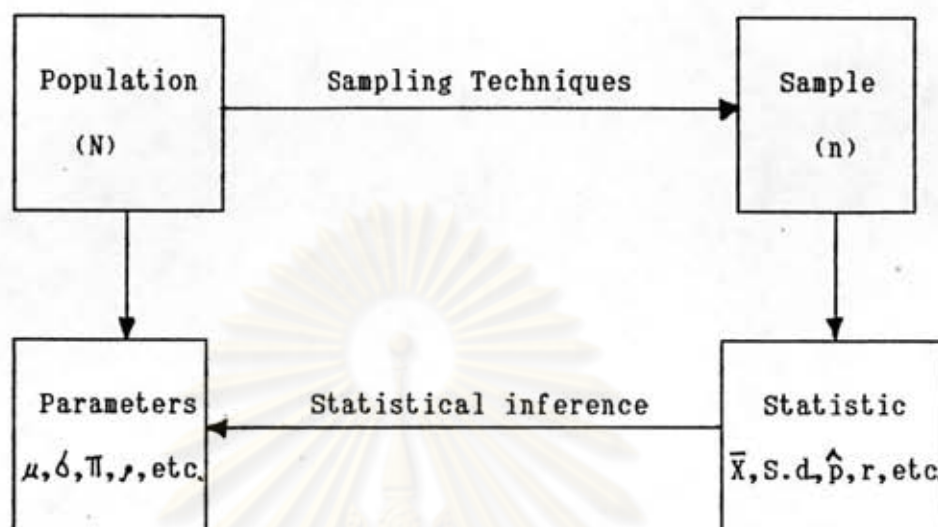 Population
Sampling Techniques
Sample
(N)
(n)
Parameters
Statistical inference
Statistic
μ,σ,π,ρ,etc.
X̄,S.d,p̂,r,etc